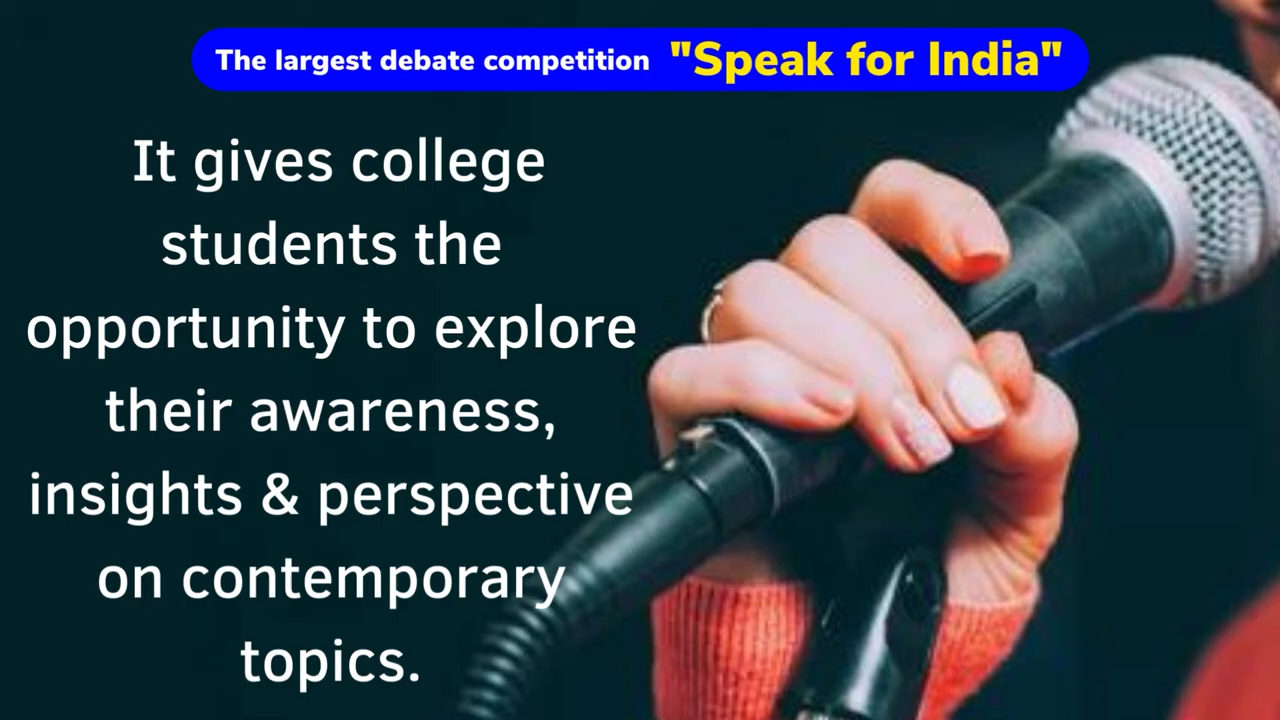 The largest debate competition "Speak for India"
It gives college
students the
opportunity to explore
their awareness,
insights & perspective
on contemporary
topics.